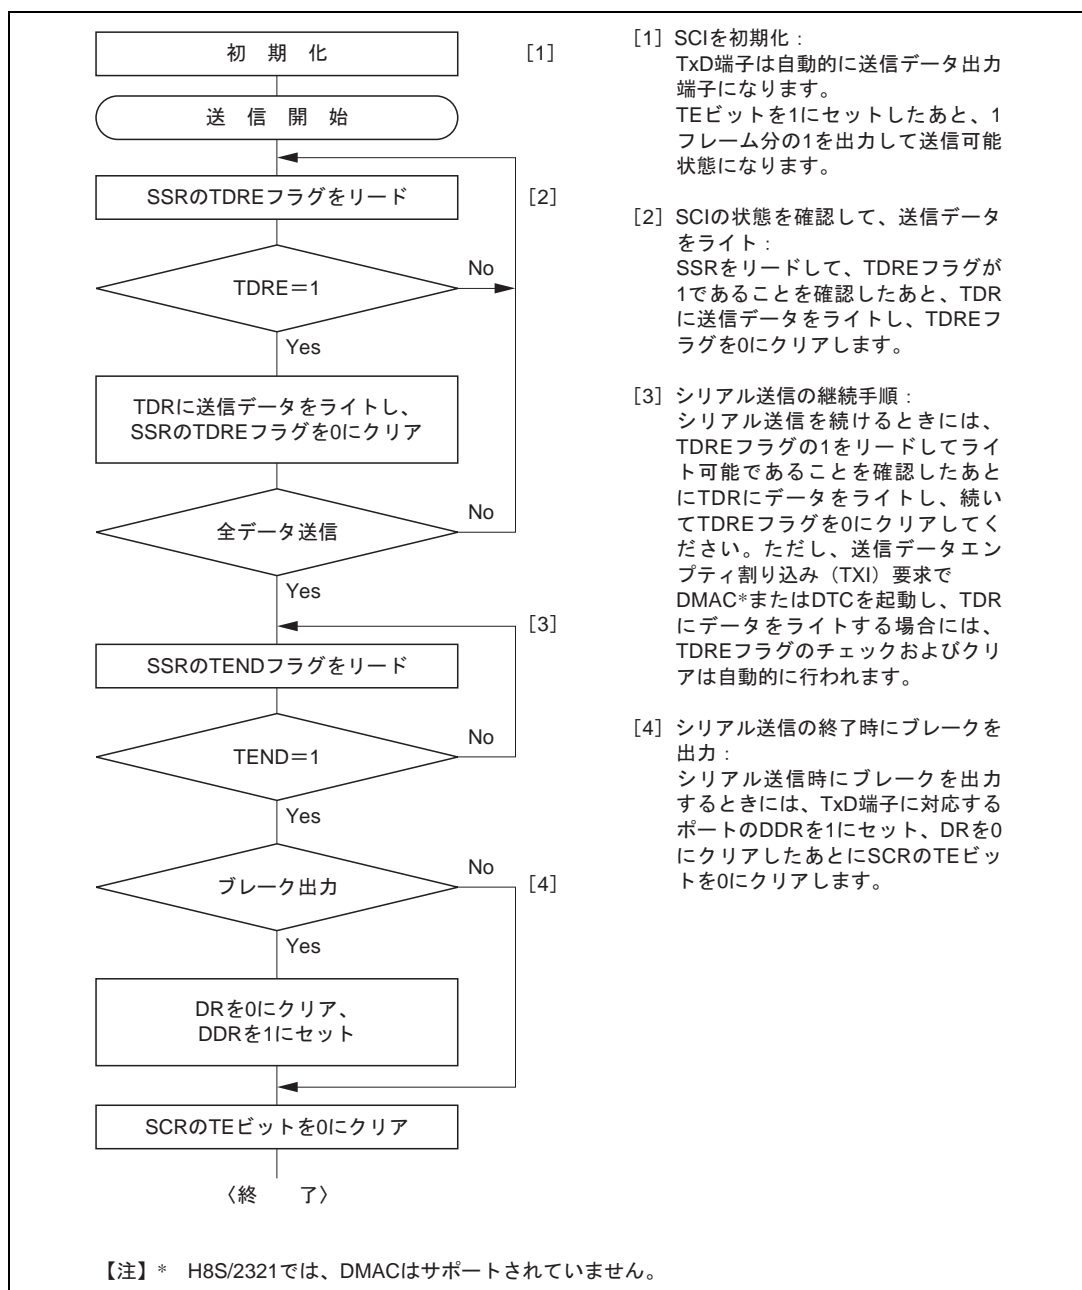 初 期 化
[1]
送 信 開 始
SSRのTDREフラグをリード
[2]
TDRE=1
No
Yes
TDRに送信データをライトし、
SSRのTDREフラグを0にクリア
全データ送信
No
Yes
[3]
SSRのTENDフラグをリード
TEND=1
No
Yes
ブレーク出力
No
[4]
Yes
DRを0にクリア、
DDRを1にセット
SCRのTEビットを0にクリア
〈終 了〉
[1] SCIを初期化：
TxD端子は自動的に送信データ出力
端子になります。
TEビットを1にセットしたあと、1
フレーム分の1を出力して送信可能
状態になります。
[2] SCIの状態を確認して、送信データ
をライト：
SSRをリードして、TDREフラグが
1であることを確認したあと、TDR
に送信データをライトし、TDREフ
ラグを0にクリアします。
[3] シリアル送信の継続手順：
シリアル送信を続けるときには、
TDREフラグの1をリードしてライ
ト可能であることを確認したあと
にTDRにデータをライトし、続い
てTDREフラグを0にクリアしてく
ださい。ただし、送信データエン
プティ割り込み（TXI）要求で
DMAC*またはDTCを起動し、TDR
にデータをライトする場合には、
TDREフラグのチェックおよびクリ
アは自動的に行われます。
[4] シリアル送信の終了時にブレークを
出力：
シリアル送信時にブレークを出力
するときには、TxD端子に対応する
ポートのDDRを1にセット、DRを0
にクリアしたあとにSCRのTEビッ
トを0にクリアします。
【注】* H8S/2321では、DMACはサポートされていません。